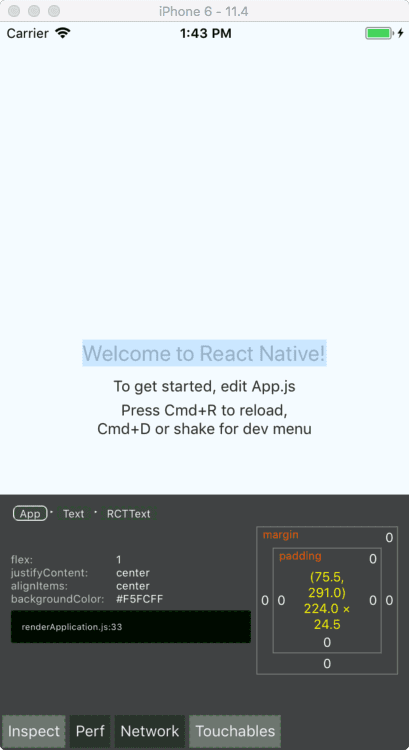 iPhone 6 - 11.4
Carrier 1:43 PM
Welcome to React Native!
To get started, edit App.js
Press Cmd+R to reload,
Cmd+D or shake for dev menu
App · Text · RCTText
flex: 1
justifyContent: center
alignItems: center
backgroundColor: #F5FCFF
renderApplication.js:33
margin 0
padding 0
(75.5,
291.0)
0 0 224.0 × 0 0
24.5
0
0
Inspect Perf Network Touchables